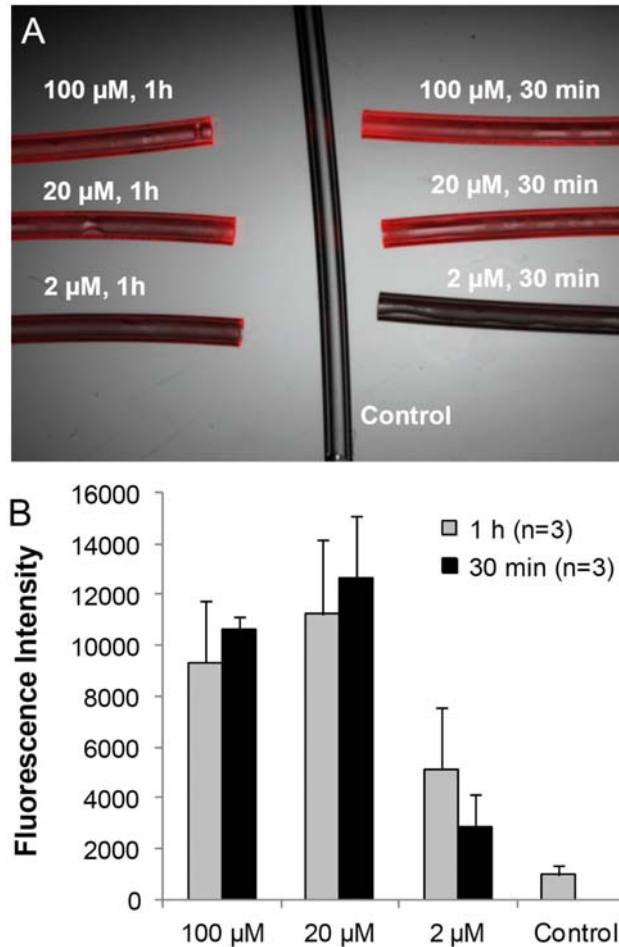 A
100 µM, 1h
100 µM, 30 min
20 µM, 1h
20 µM, 30 min
2 µM, 1h
2 µM, 30 min
Control
B
16000
14000
12000
10000
8000
6000
4000
2000
0
Fluorescence Intensity
1 h (n=3)
30 min (n=3)
100 µM
20 µM
2 µM
Control